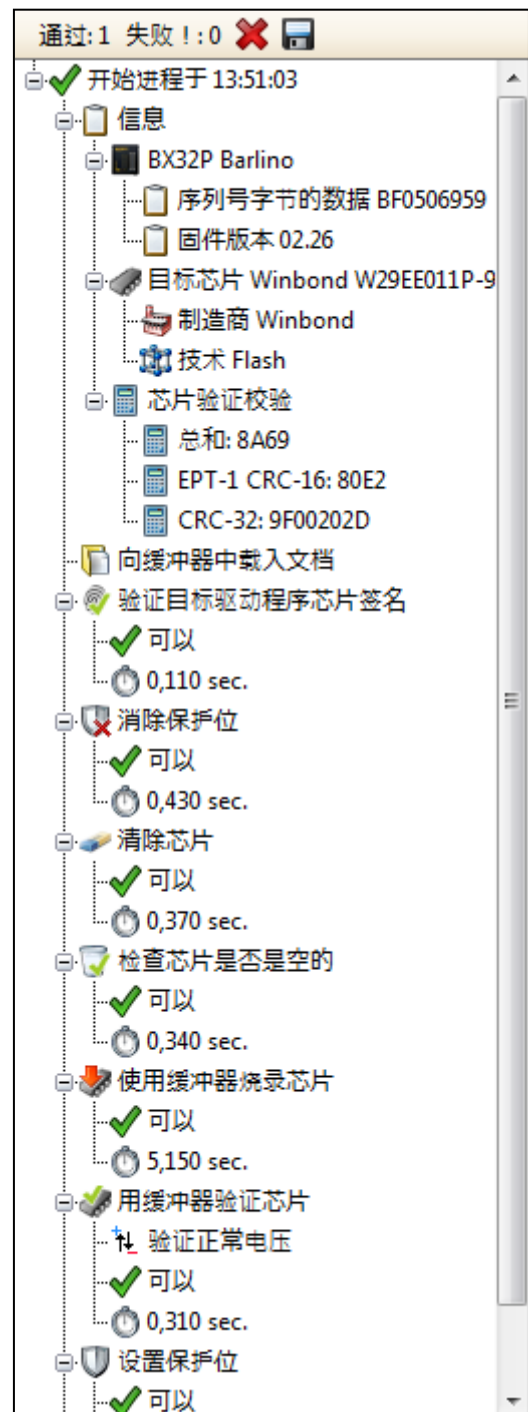 通过: 1 失败 ! : 0
开始进程于 13:51:03
信息
BX32P Barlino
序列号字节的数据 BF0506959
固件版本 02.26
目标芯片 Winbond W29EE011P-9
制造商 Winbond
技术 Flash
芯片验证校验
总和: 8A69
EPT-1 CRC-16: 80E2
CRC-32: 9F00202D
向缓冲器中载入文档
验证目标驱动程序芯片签名
可以
0,110 sec.
消除保护位
可以
0,430 sec.
清除芯片
可以
0,370 sec.
检查芯片是否是空的
可以
0,340 sec.
使用缓冲器烧录芯片
可以
5,150 sec.
用缓冲器验证芯片
验证正常电压
可以
0,310 sec.
设置保护位
可以